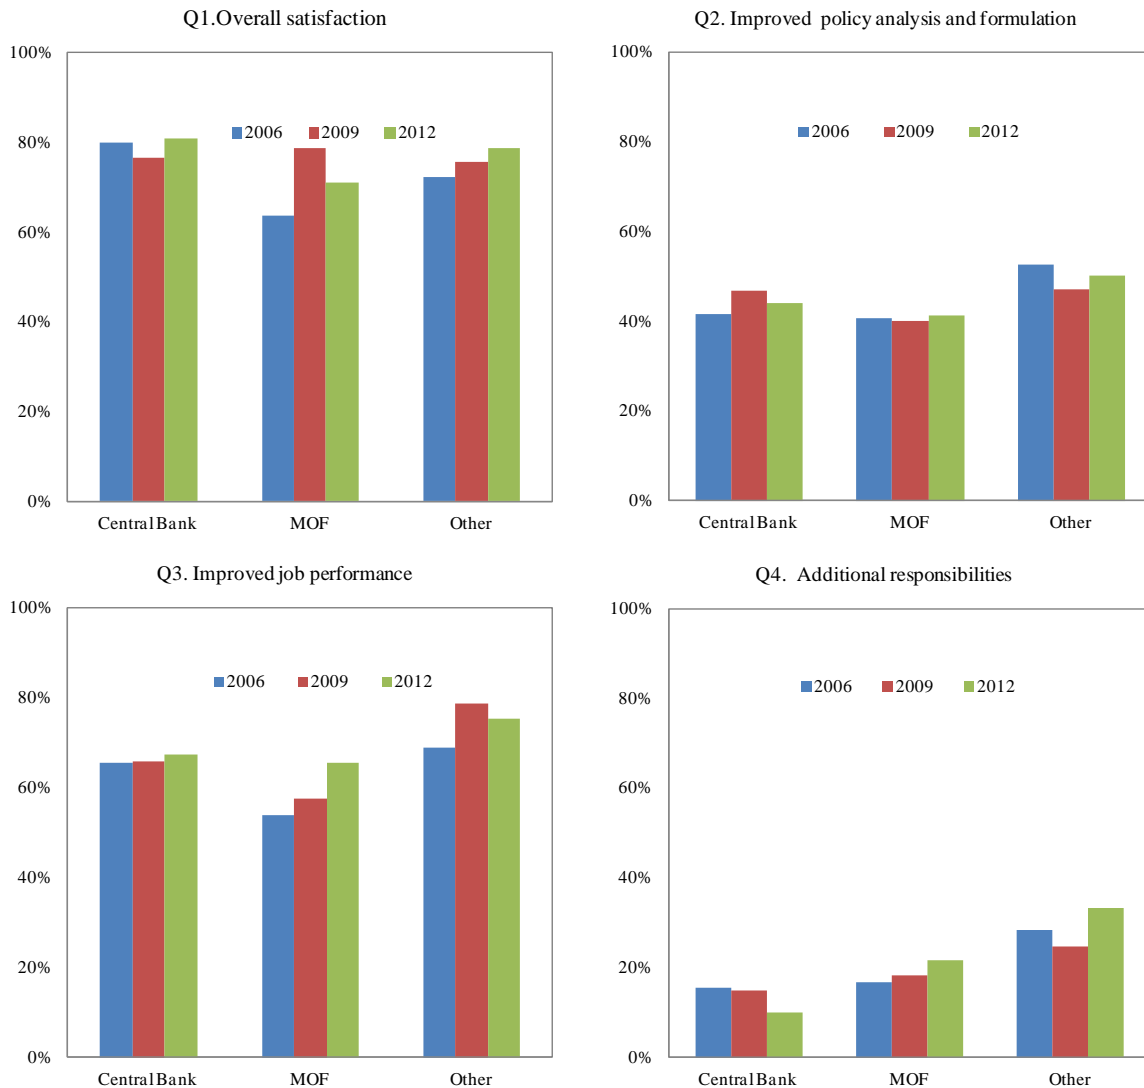 Q1.Overall satisfaction
100%
80%
60%
40%
20%
0%
2006 2009 2012
Central Bank MOF Other
Q2. Improved policy analysis and formulation
100%
80%
60%
40%
20%
0%
2006 2009 2012
Central Bank MOF Other
Q3. Improved job performance
100%
80%
60%
40%
20%
0%
2006 2009 2012
Central Bank MOF Other
Q4. Additional responsibilities
100%
80%
60%
40%
20%
0%
2006 2009 2012
Central Bank MOF Other